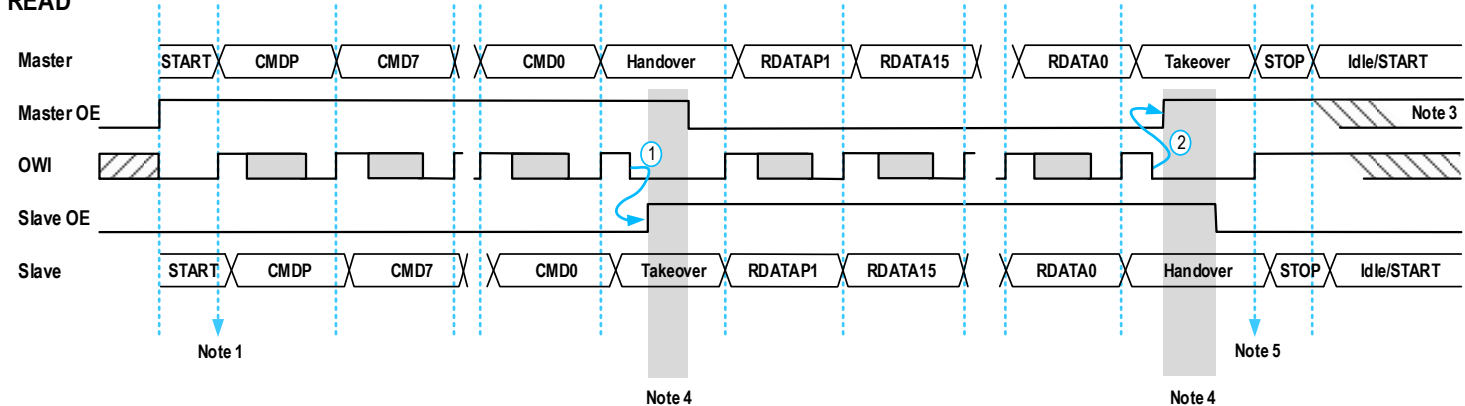 READ
Master START CMDP CMD7 CMD0 Handover RDATAP1 RDATA15 RDATA0 Takeover STOP Idle/START
Master OE Note 3
OWI 1 2
Slave OE
Slave START CMDP CMD7 CMD0 Takeover RDATAP1 RDATA15 RDATA0 Handover STOP Idle/START
Note 1 Note 5
Note 4 Note 4